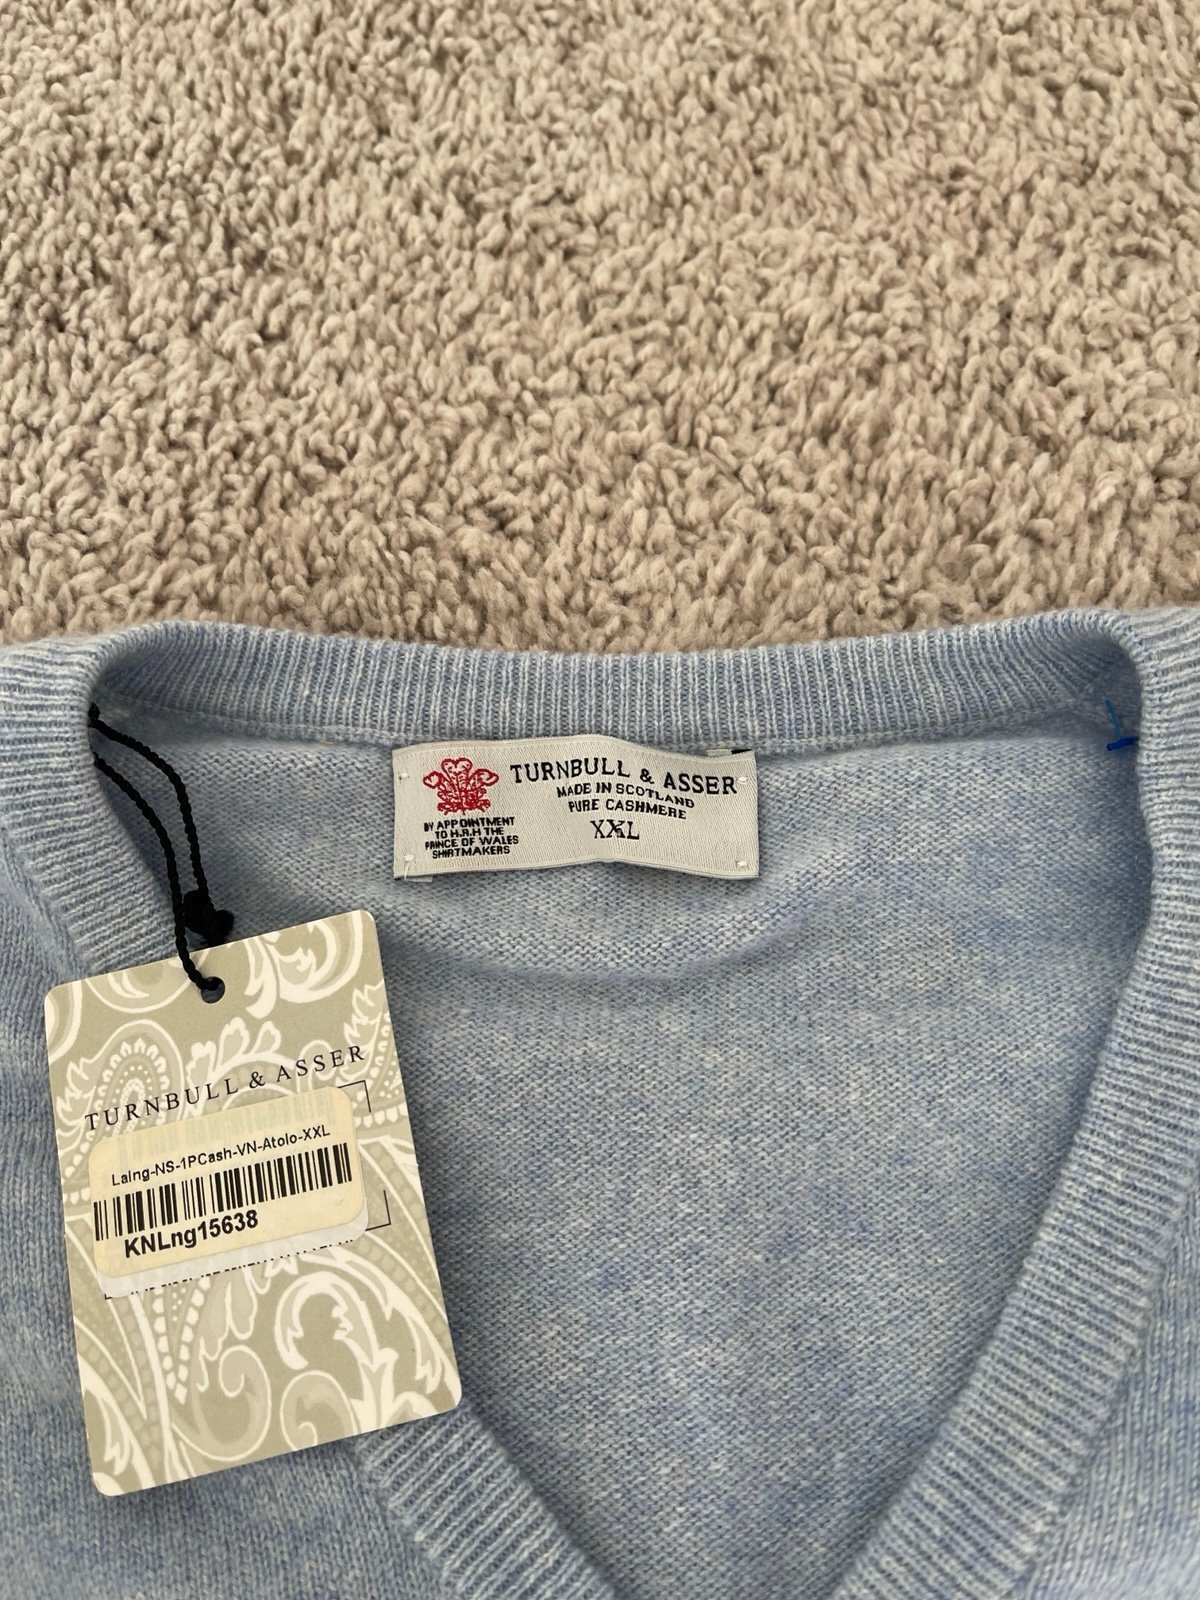 TURNBULL & ASSER
MADE IN SCOTLAND
PURE CASHMERE
XXL
BY APPOINTMENT
TO H.R.H THE
PRINCE OF WALES
SHIRTMAKERS
TURNBULL & ASSER
Laing-NS-1PCash-VN-Atolo-XXL
KNLng15638